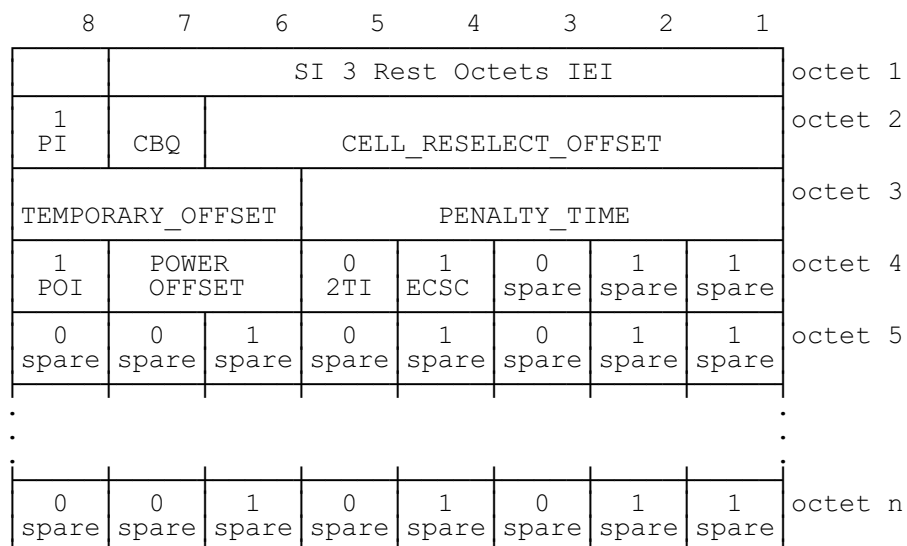 8 7 6 5 4 3 2 1
SI 3 Rest Octets IEI octet 1
1 octet 2
PI CBQ CELL_RESELECT_OFFSET
octet 3
TEMPORARY_OFFSET PENALTY_TIME
1 POWER 0 1 0 1 1 octet 4
POI OFFSET 2TI ECSC spare spare spare
0 0 1 0 1 0 1 1 octet 5
spare spare spare spare spare spare spare spare
0 0 1 0 1 0 1 1 octet n
spare spare spare spare spare spare spare spare